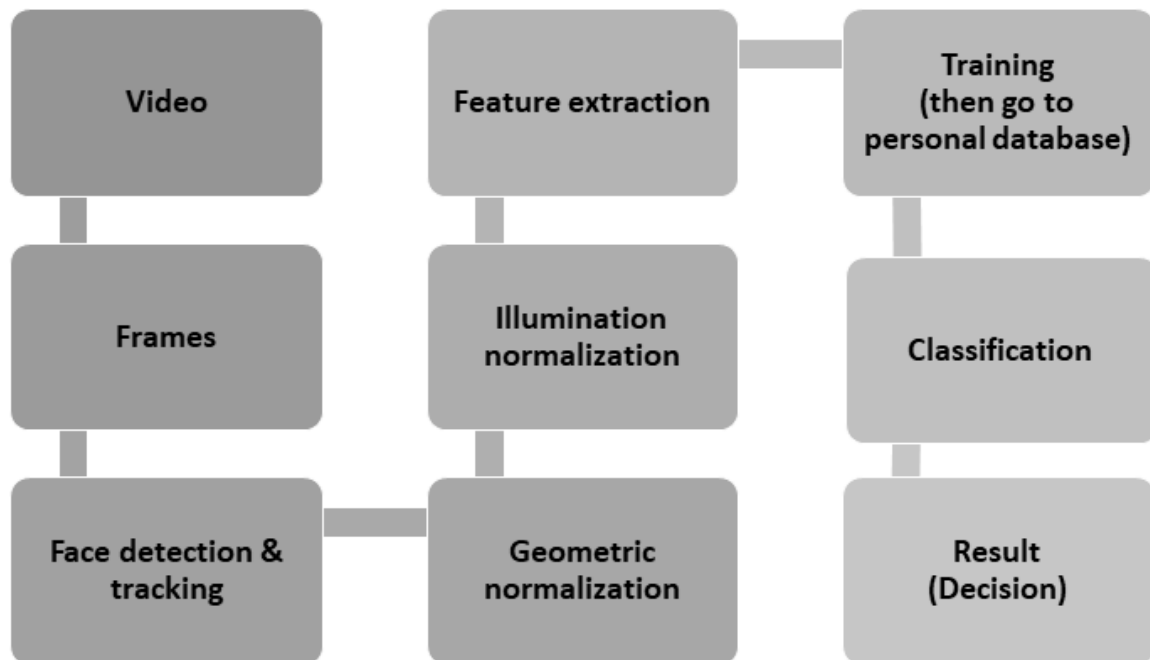 Video
Frames
Face detection &
tracking
Geometric
normalization
Illumination
normalization
Feature extraction
Training
(then go to
personal database)
Classification
Result
(Decision)